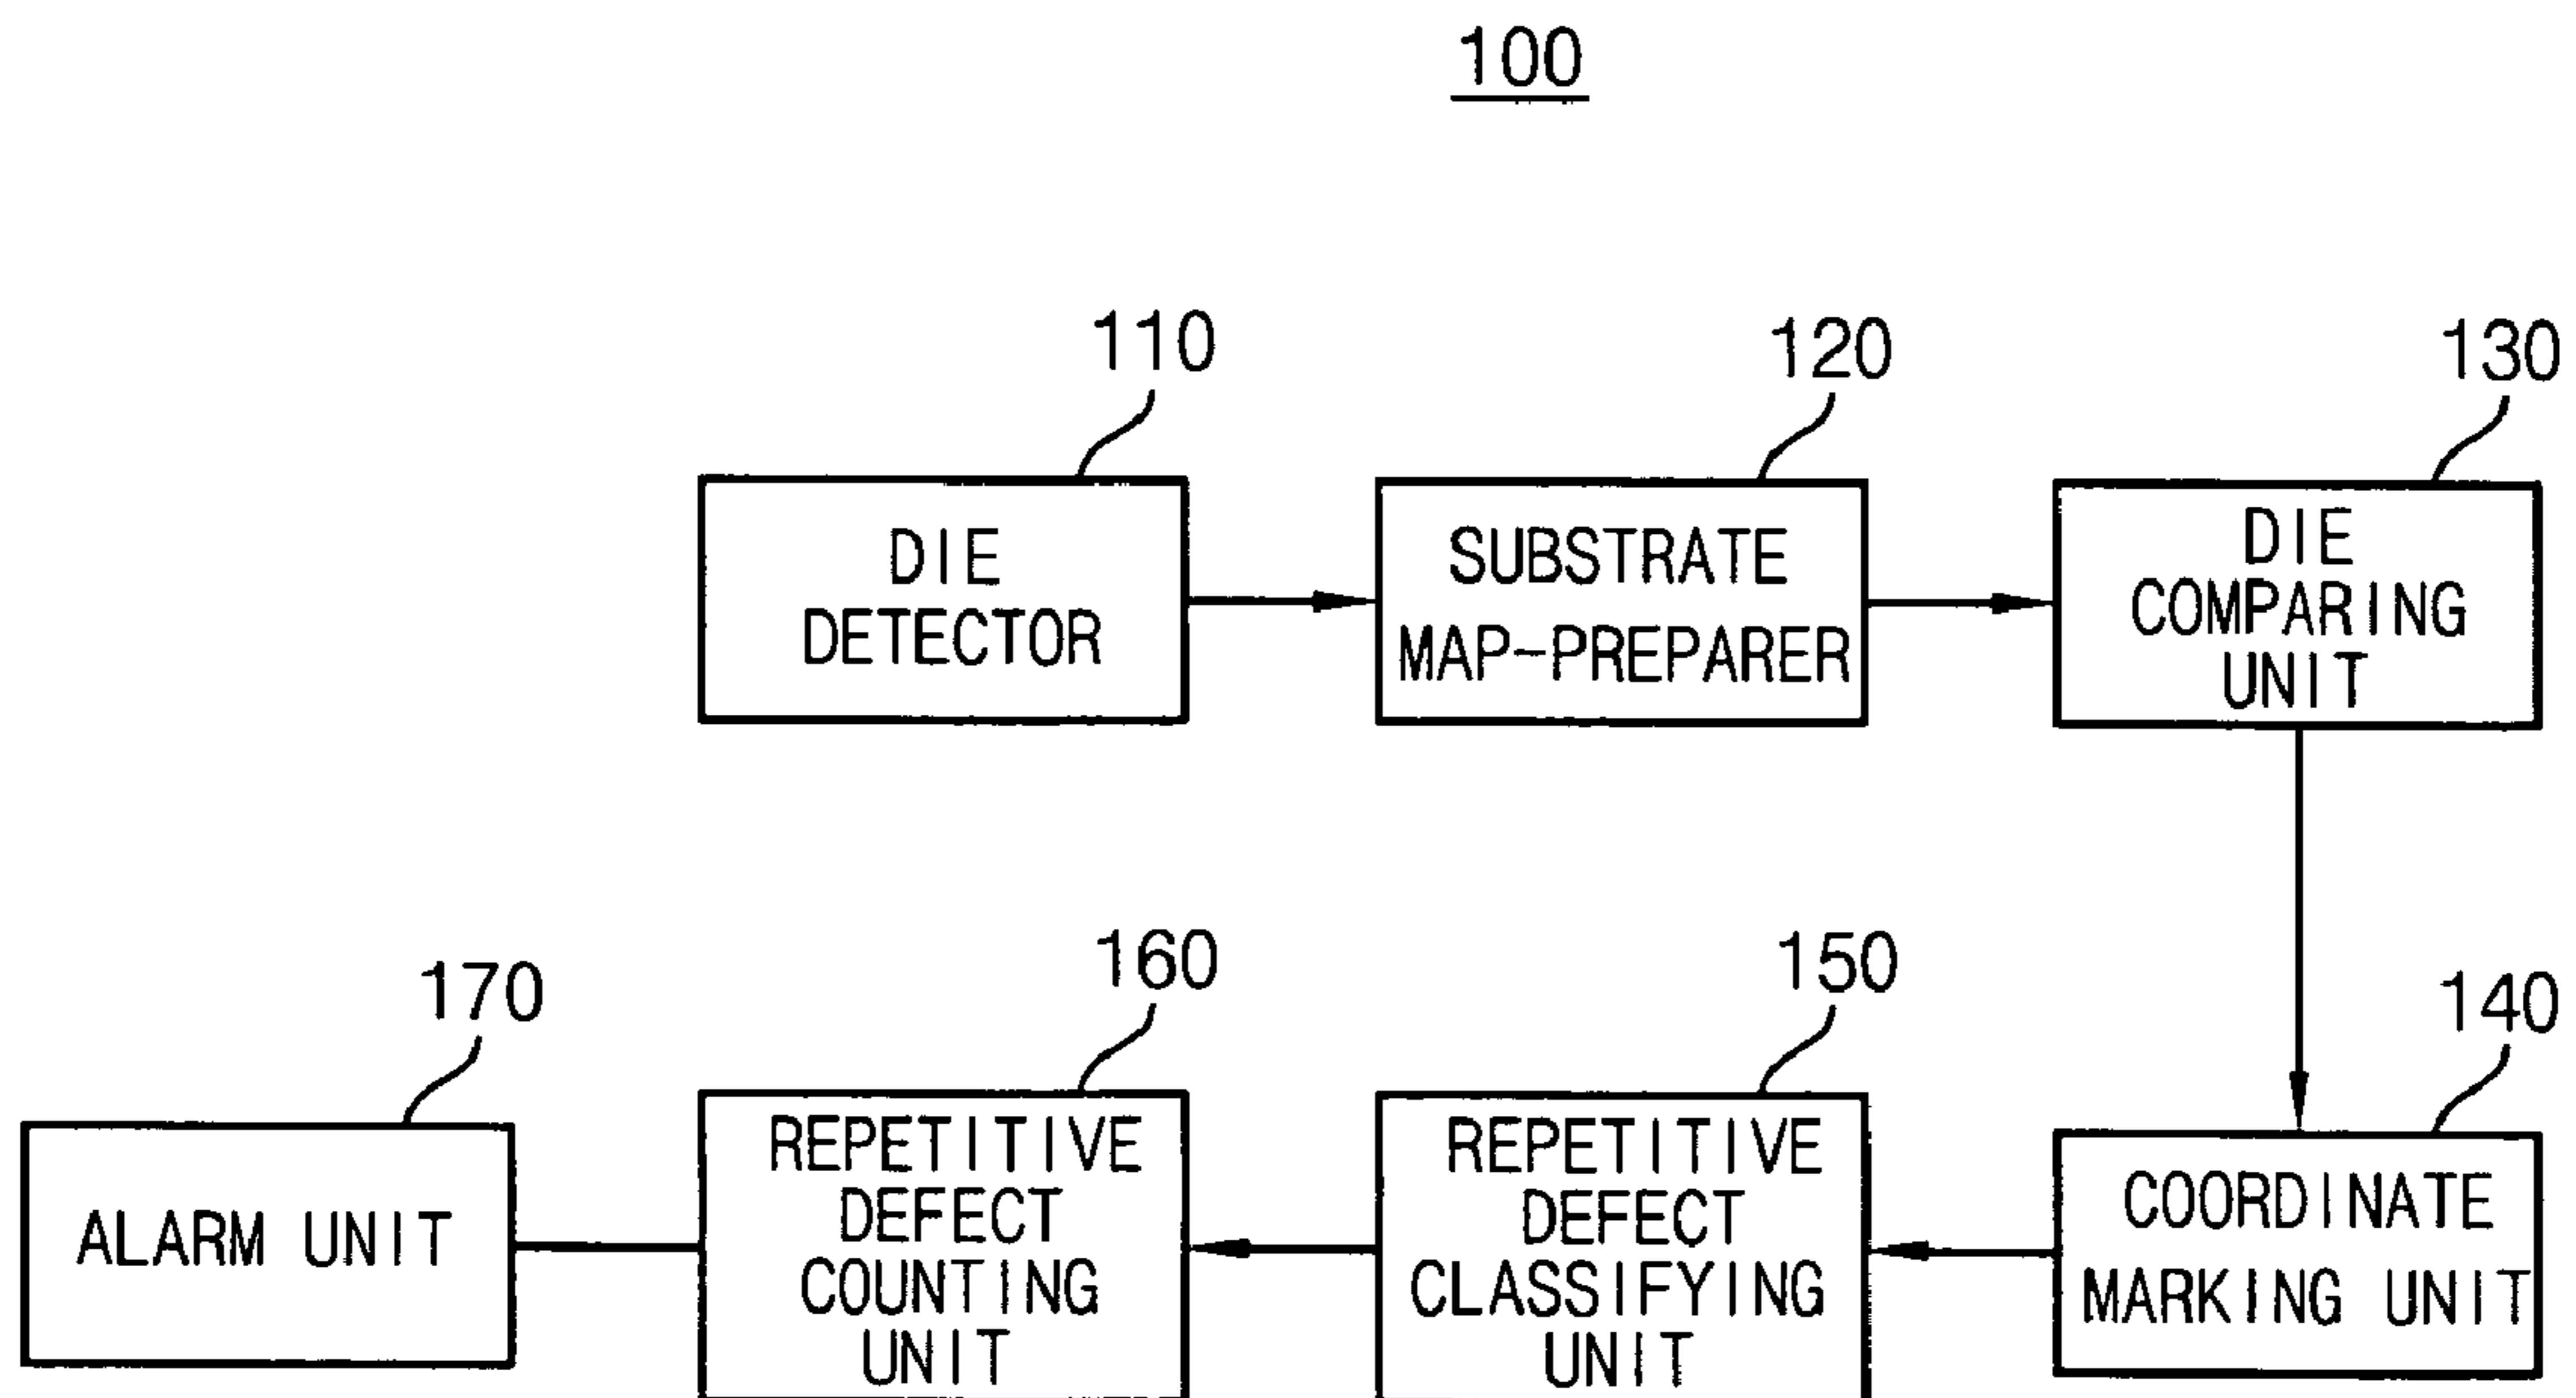 100
110
120
130
DIE
DETECTOR
SUBSTRATE
MAP-PREPARER
DIE
COMPARING
UNIT
170
160
150
140
ALARM UNIT
REPETITIVE
DEFECT
COUNTING
UNIT
REPETITIVE
DEFECT
CLASSIFYING
UNIT
COORDINATE
MARKING UNIT